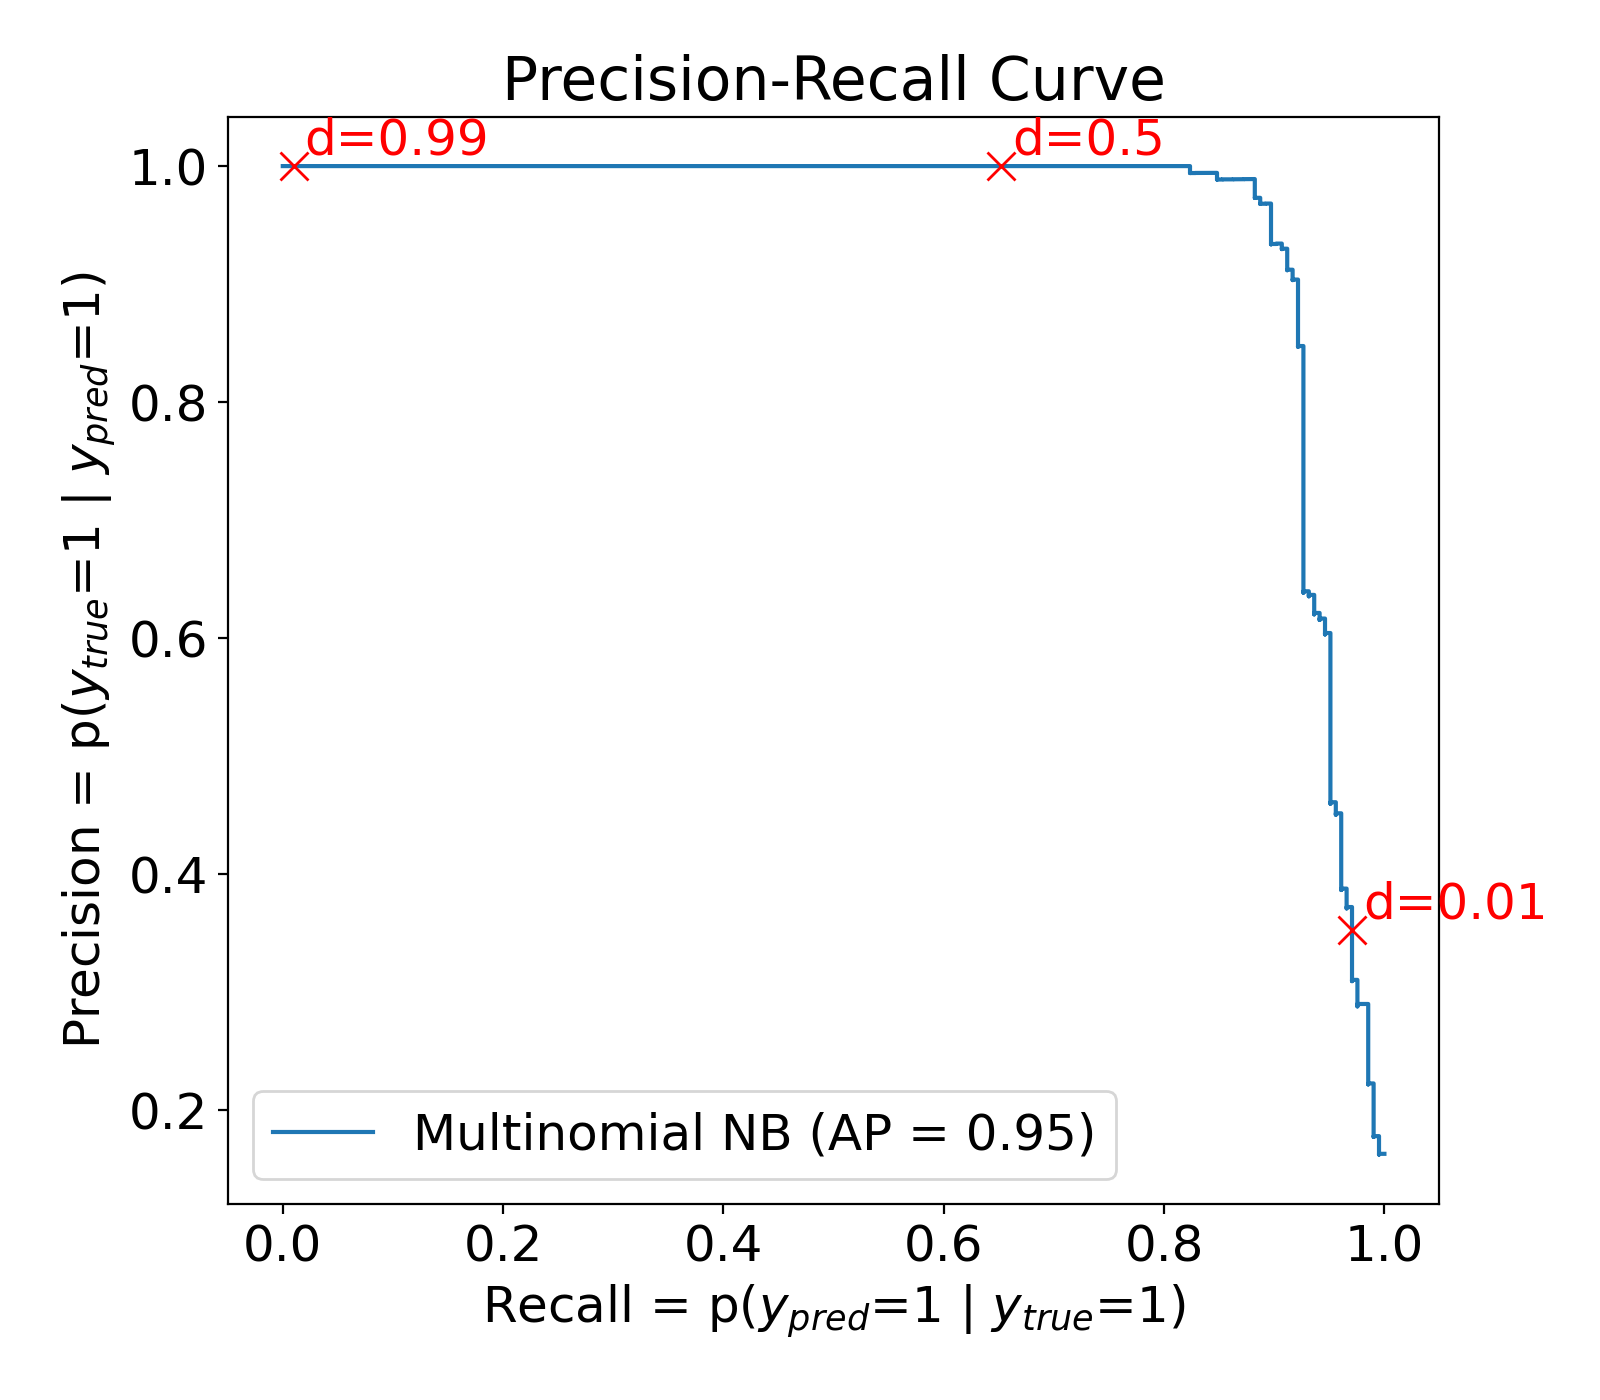 Precision-Recall Curve
d=0.99
d=0.5
d=0.01
1.0
0.8
0.6
0.4
0.2
Precision = p(y_true=1 | y_pred=1)
Multinomial NB (AP = 0.95)
0.0 0.2 0.4 0.6 0.8 1.0
Recall = p(y_pred=1 | y_true=1)